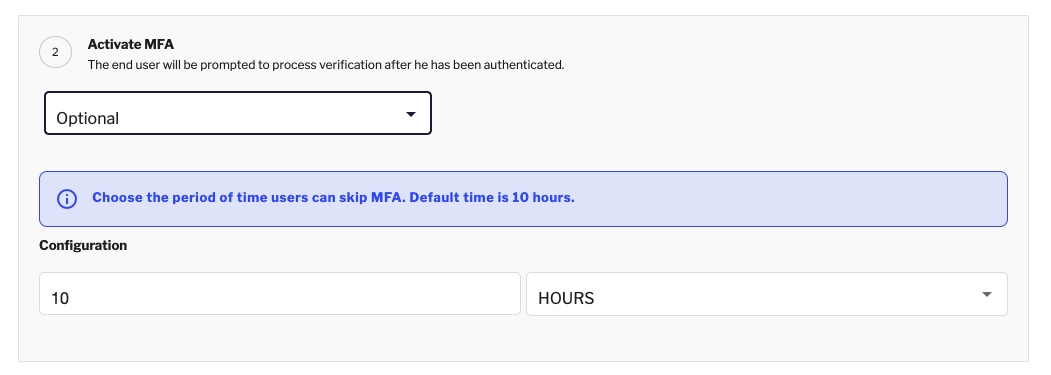 2
Activate MFA
The end user will be prompted to process verification after he has been authenticated.
Optional
Choose the period of time users can skip MFA. Default time is 10 hours.
Configuration
10
HOURS